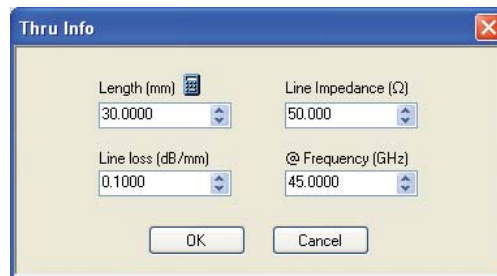 Thru Info
Length (mm)
30.0000
Line Impedance (Ω)
50.000
Line loss (dB/mm)
0.1000
@ Frequency (GHz)
45.0000
OK
Cancel